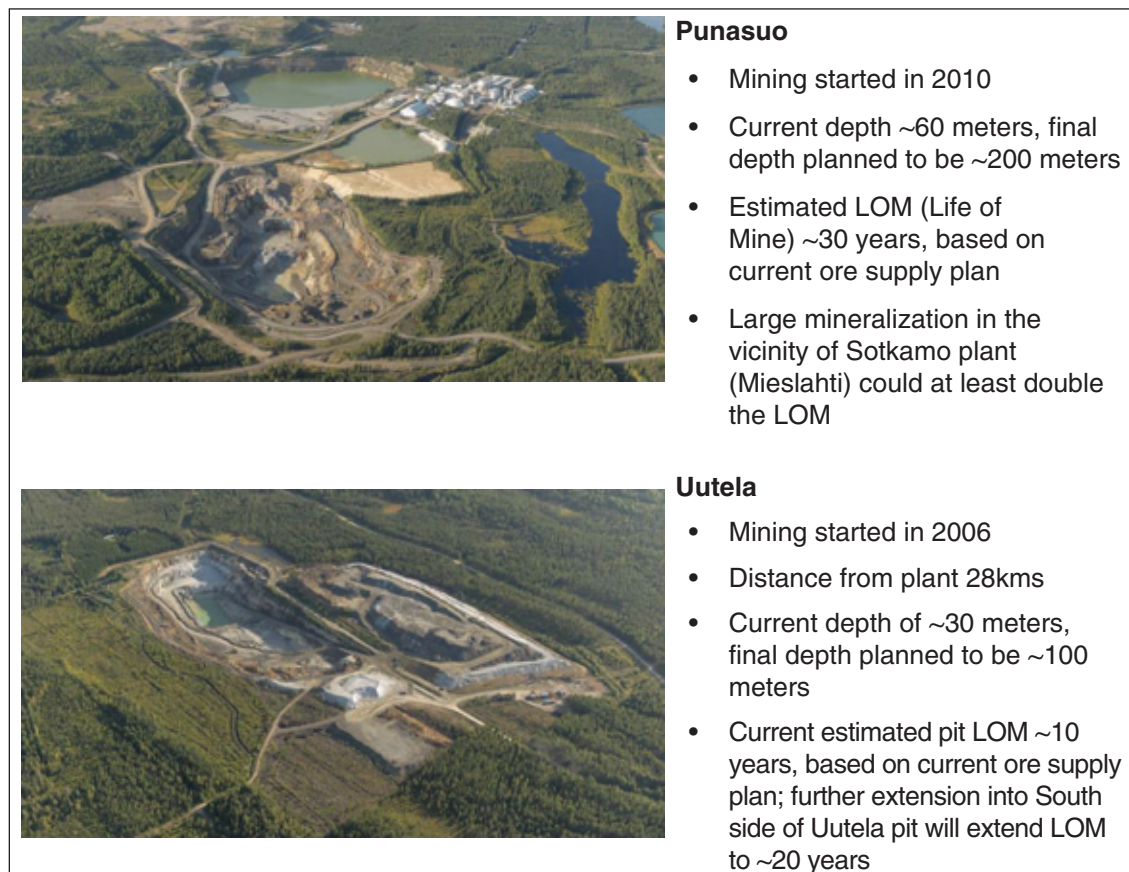 Punasuo
• Mining started in 2010
• Current depth ~60 meters, final
depth planned to be ~200 meters
• Estimated LOM (Life of
Mine) ~30 years, based on
current ore supply plan
• Large mineralization in the
vicinity of Sotkamo plant
(Mieslahti) could at least double
the LOM
Uutela
• Mining started in 2006
• Distance from plant 28kms
• Current depth of ~30 meters,
final depth planned to be ~100
meters
• Current estimated pit LOM ~10
years, based on current ore supply
plan; further extension into South
side of Uutela pit will extend LOM
to ~20 years